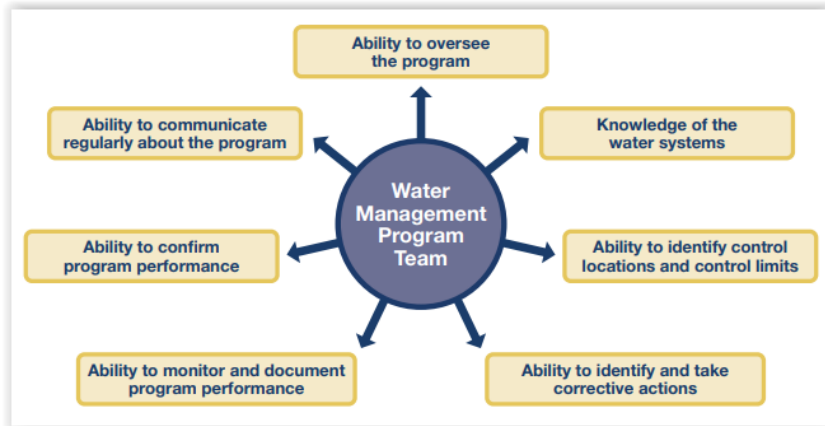 Ability to oversee
the program
Ability to communicate
regularly about the program
Knowledge of the
water systems
Water
Management
Program
Team
Ability to confirm
program performance
Ability to identify control
locations and control limits
Ability to monitor and document
program performance
Ability to identify and take
corrective actions